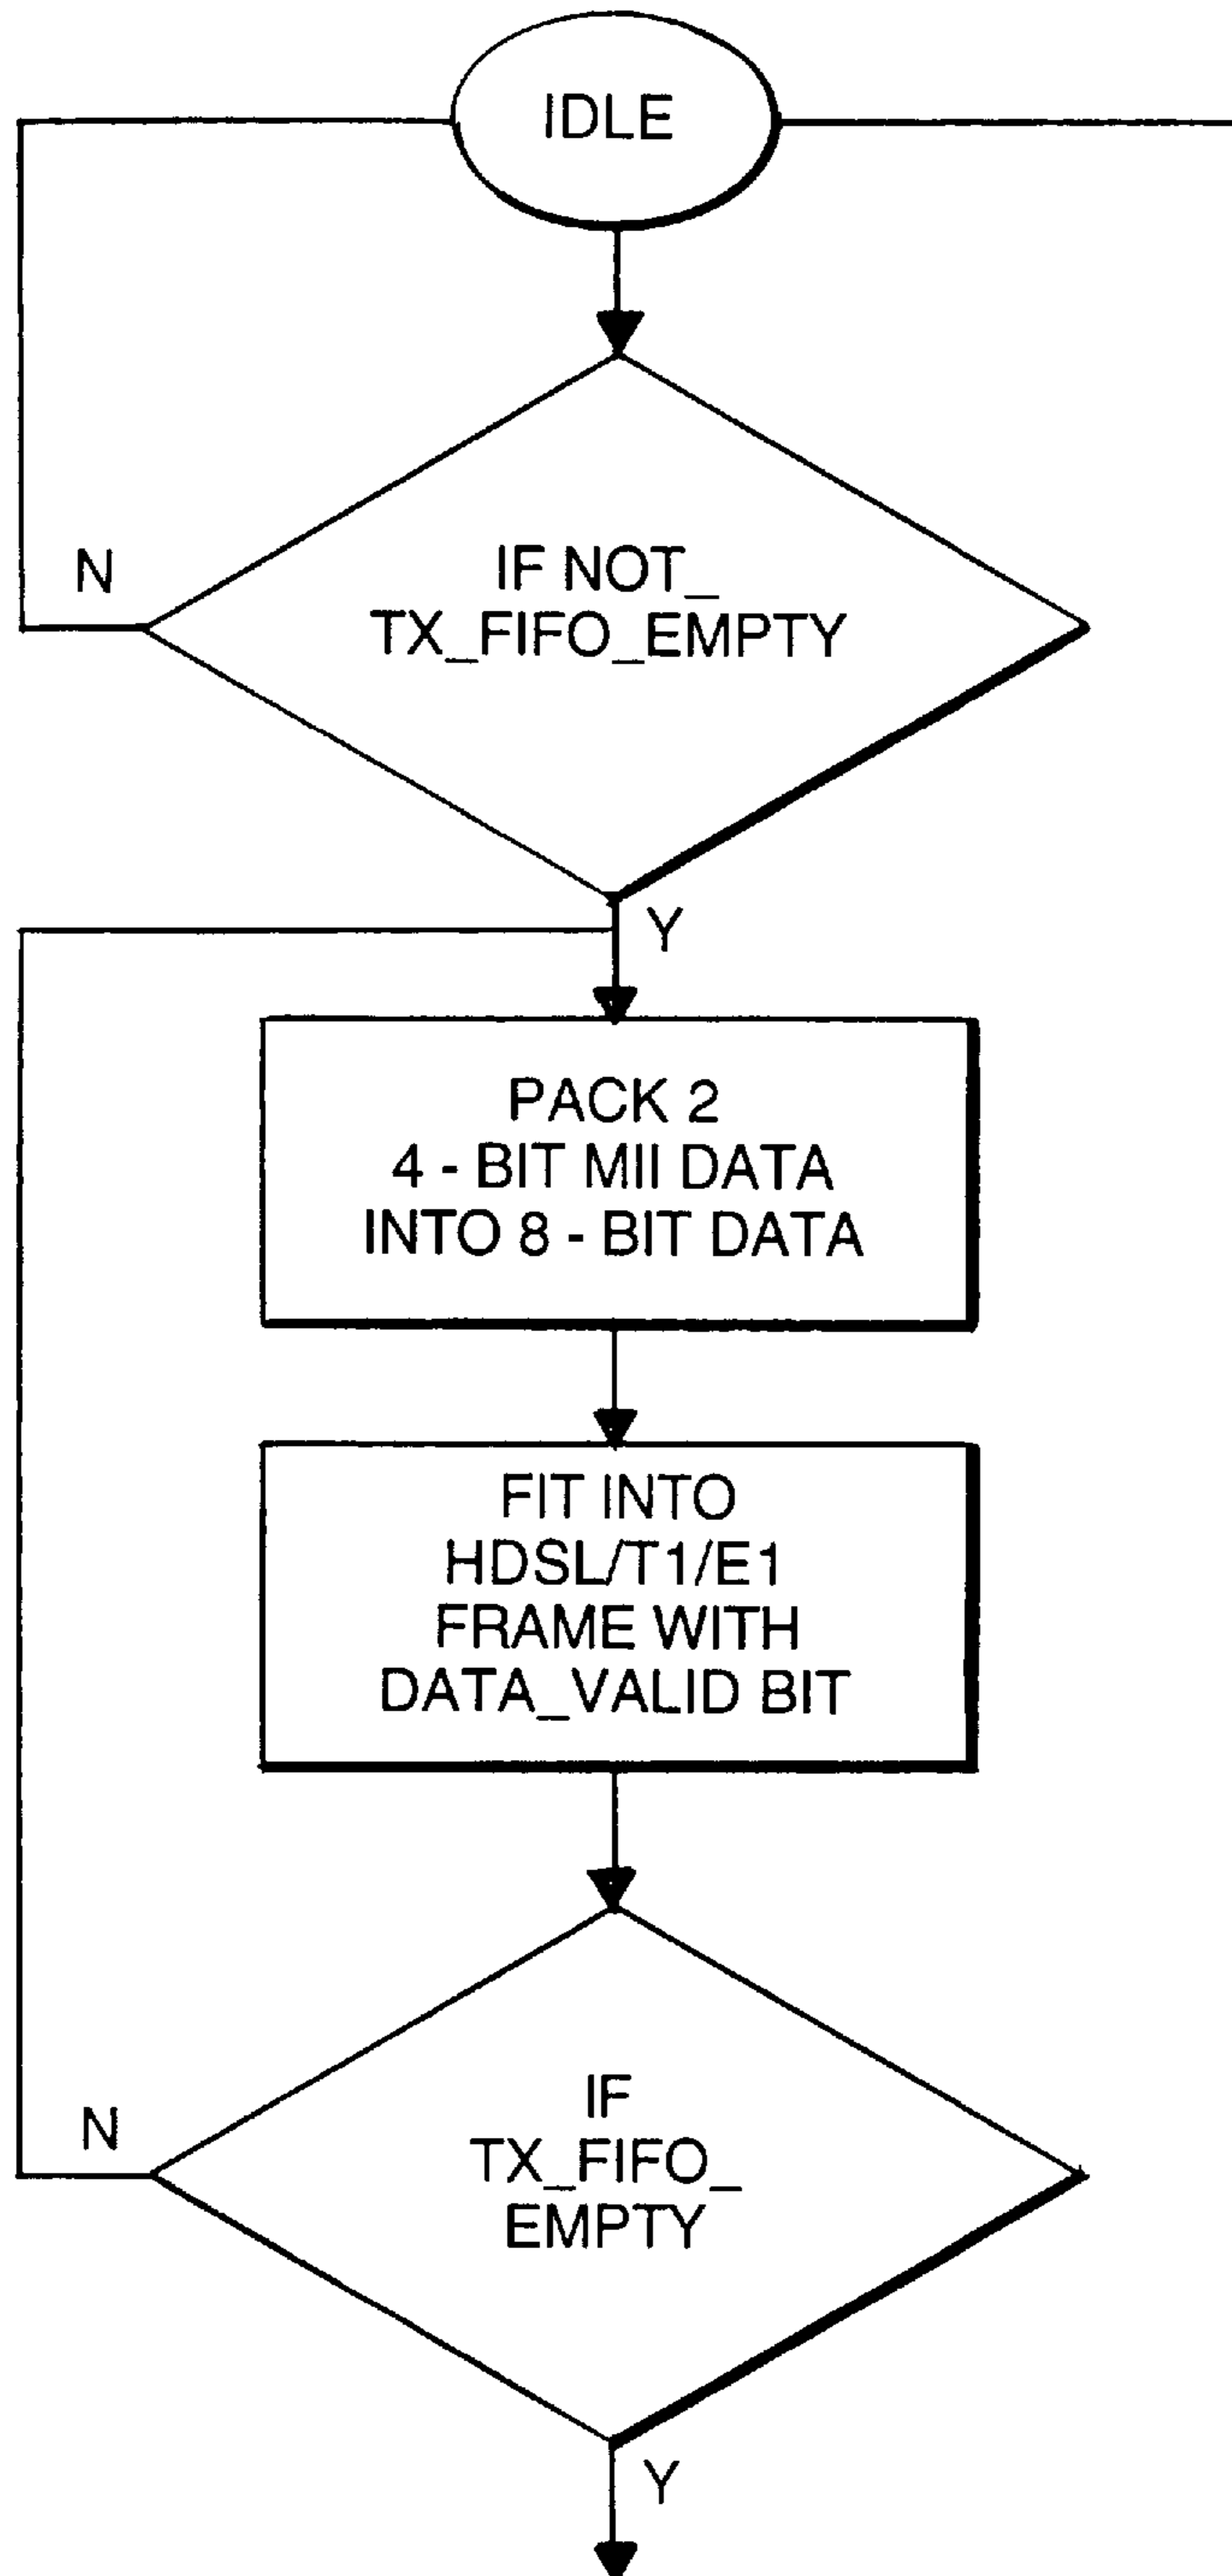 IDLE
N
IF NOT_
TX_FIFO_EMPTY
Y
PACK 2
4 - BIT MII DATA
INTO 8 - BIT DATA
FIT INTO
HDSL/T1/E1
FRAME WITH
DATA_VALID BIT
N
IF
TX_FIFO_
EMPTY
Y